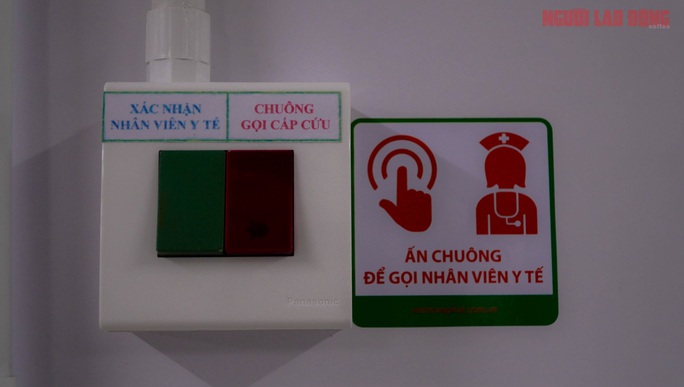 NGƯỜI LAO ĐỘNG
online
XÁC NHẬN
NHÂN VIÊN Y TẾ
CHUÔNG
GỌI CẤP CỨU
ẤN CHUÔNG
ĐỂ GỌI NHÂN VIÊN Y TẾ
Panasonic